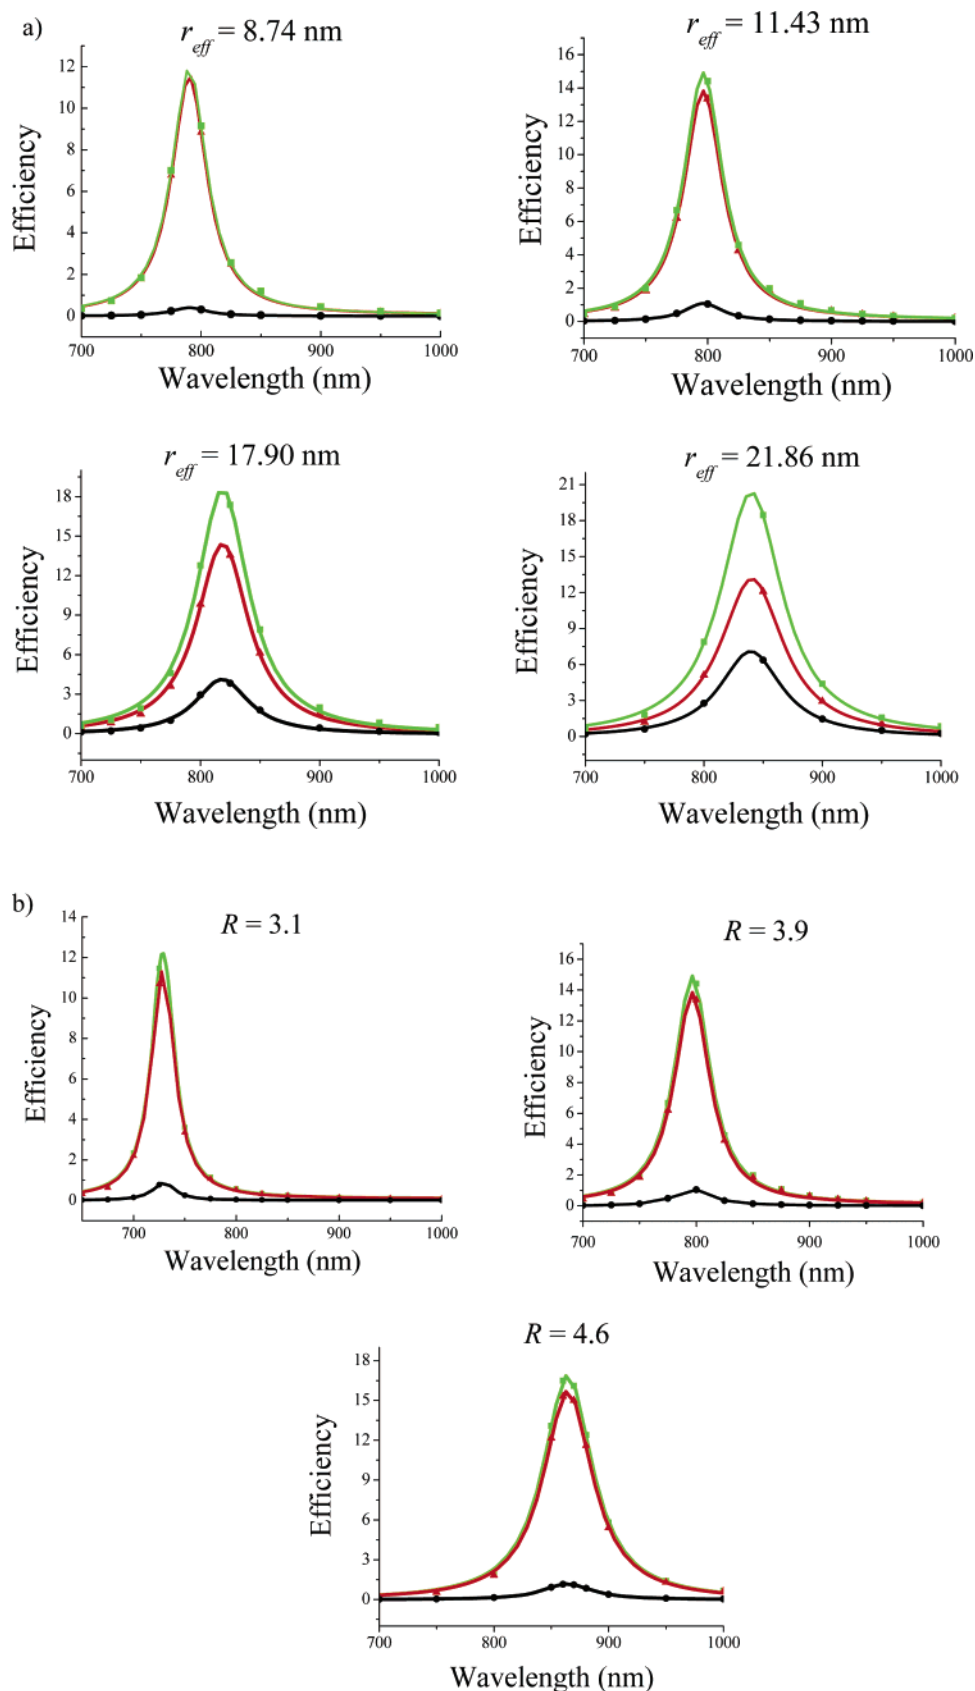 a)
r_eff = 8.74 nm
12
10
8
6
4
2
0
700 800 900 1000
Efficiency
Wavelength (nm)
r_eff = 11.43 nm
16
14
12
10
8
6
4
2
0
700 800 900 1000
Efficiency
Wavelength (nm)
r_eff = 17.90 nm
18
15
12
9
6
3
0
700 800 900 1000
Efficiency
Wavelength (nm)
r_eff = 21.86 nm
21
18
15
12
9
6
3
0
700 800 900 1000
Efficiency
Wavelength (nm)
b)
R = 3.1
14
12
10
8
6
4
2
0
700 800 900 1000
Efficiency
Wavelength (nm)
R = 3.9
16
14
12
10
8
6
4
2
0
700 800 900 1000
Efficiency
Wavelength (nm)
R = 4.6
18
15
12
9
6
3
0
700 800 900 1000
Efficiency
Wavelength (nm)